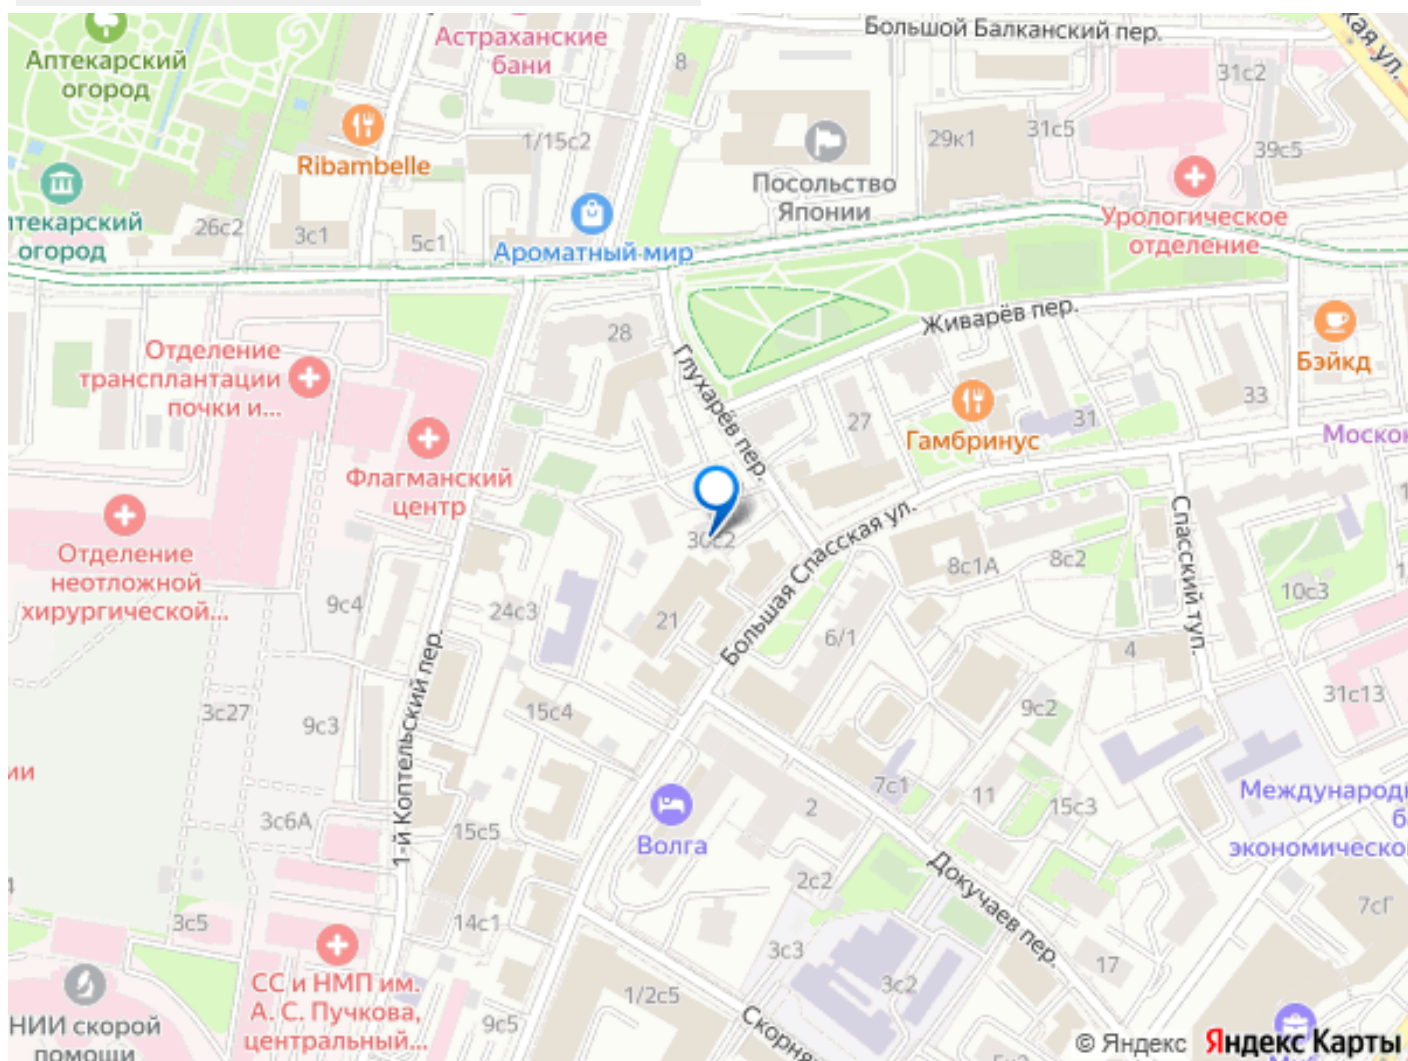 Большой Балканский пер.
кая ул.
Аптекарский
огород
Астраханские
бани
8
31с2
Ribambelle
1/15с2
29к1
31с5
39с5
Посольство
Японии
птекарский
огород
26с2
3с1
5с1
Ароматный мир
Урологическое
отделение
Живарёв пер.
28
Бэйкд
Отделение
трансплантации
почки и...
Глухарёв пер.
27
31
33
Гамбринус
Флагманский
центр
30с2
Большая Спасская ул.
Спасский туп.
Отделение
неотложной
хирургической...
9с4
24с3
21
6/1
8с1А
8с2
10с3
4
31с13
1-й Коптельский пер.
3с27
9с3
15с4
9с2
ии
7с1
11
15с3
Волга
2
3с6А
15с5
2с2
Докучаев пер.
3с5
14с1
3с3
3с2
17
7сГ
СС и НМП им.
А. С. Пучкова,
центральный...
НИИ скорой
помощи
9с5
1/2с5
© Яндекс Яндекс Карты